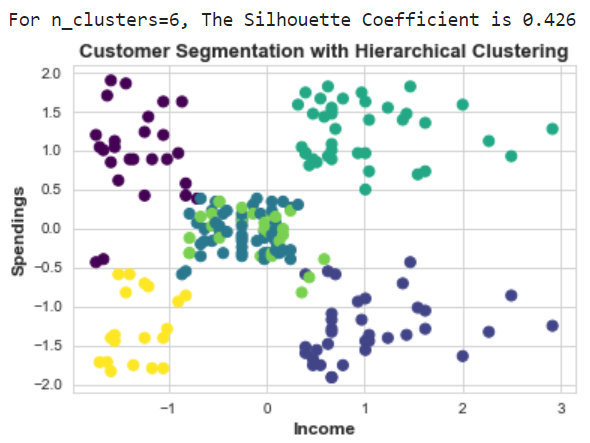 For n_clusters=6, The Silhouette Coefficient is 0.426
Customer Segmentation with Hierarchical Clustering
2.0
1.5
1.0
0.5
0.0
−0.5
−1.0
−1.5
−2.0
Spendings
−1 0 1 2 3
Income